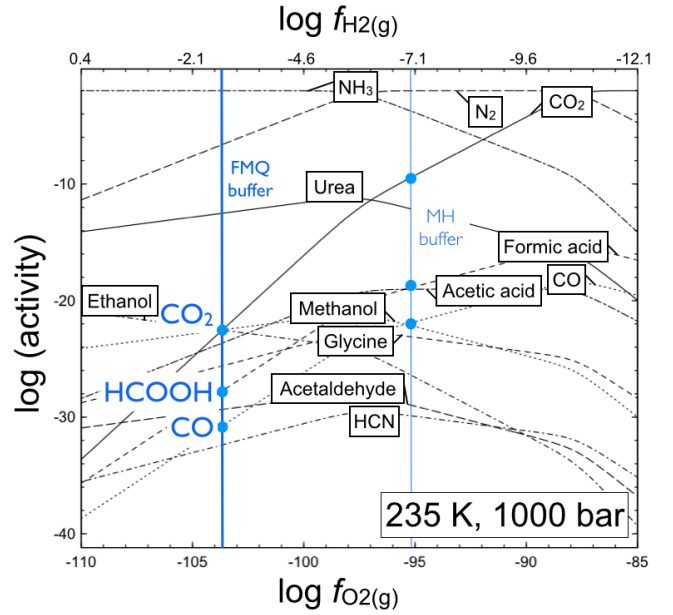 log fH2(g)
0.4 -2.1 -4.6 -7.1 -9.6 -12.1
NH3
N2
CO2
FMQ
buffer
Urea
-10
MH
buffer
Formic acid
CO
Acetic acid
Ethanol
CO2
Methanol
-20
Glycine
HCOOH
Acetaldehyde
CO
HCN
-30
235 K, 1000 bar
-40
log (activity)
-110 -105 -100 -95 -90 -85
log fO2(g)